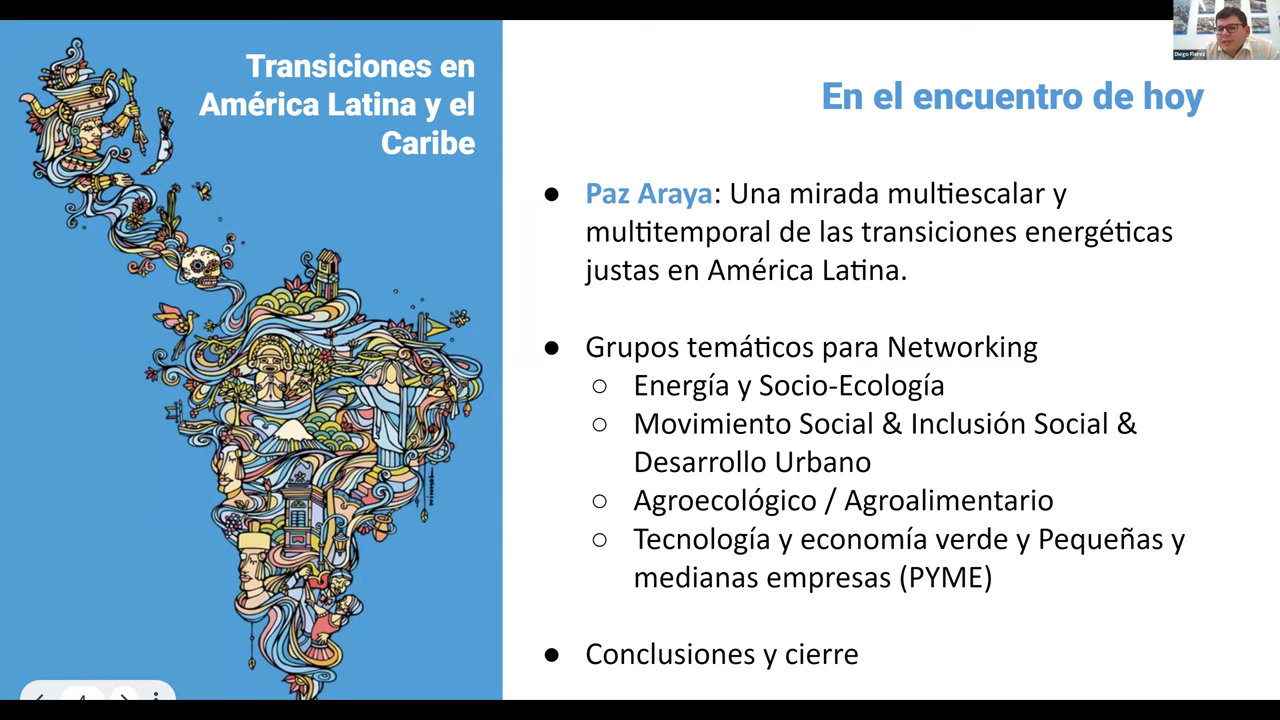 Transiciones en
América Latina y el
Caribe
En el encuentro de hoy
● Paz Araya: Una mirada multiescalar y
multitemporal de las transiciones energéticas
justas en América Latina.
● Grupos temáticos para Networking
○ Energía y Socio-Ecología
○ Movimiento Social & Inclusión Social &
Desarrollo Urbano
○ Agroecológico / Agroalimentario
○ Tecnología y economía verde y Pequeñas y
medianas empresas (PYME)
● Conclusiones y cierre
Diego Florez